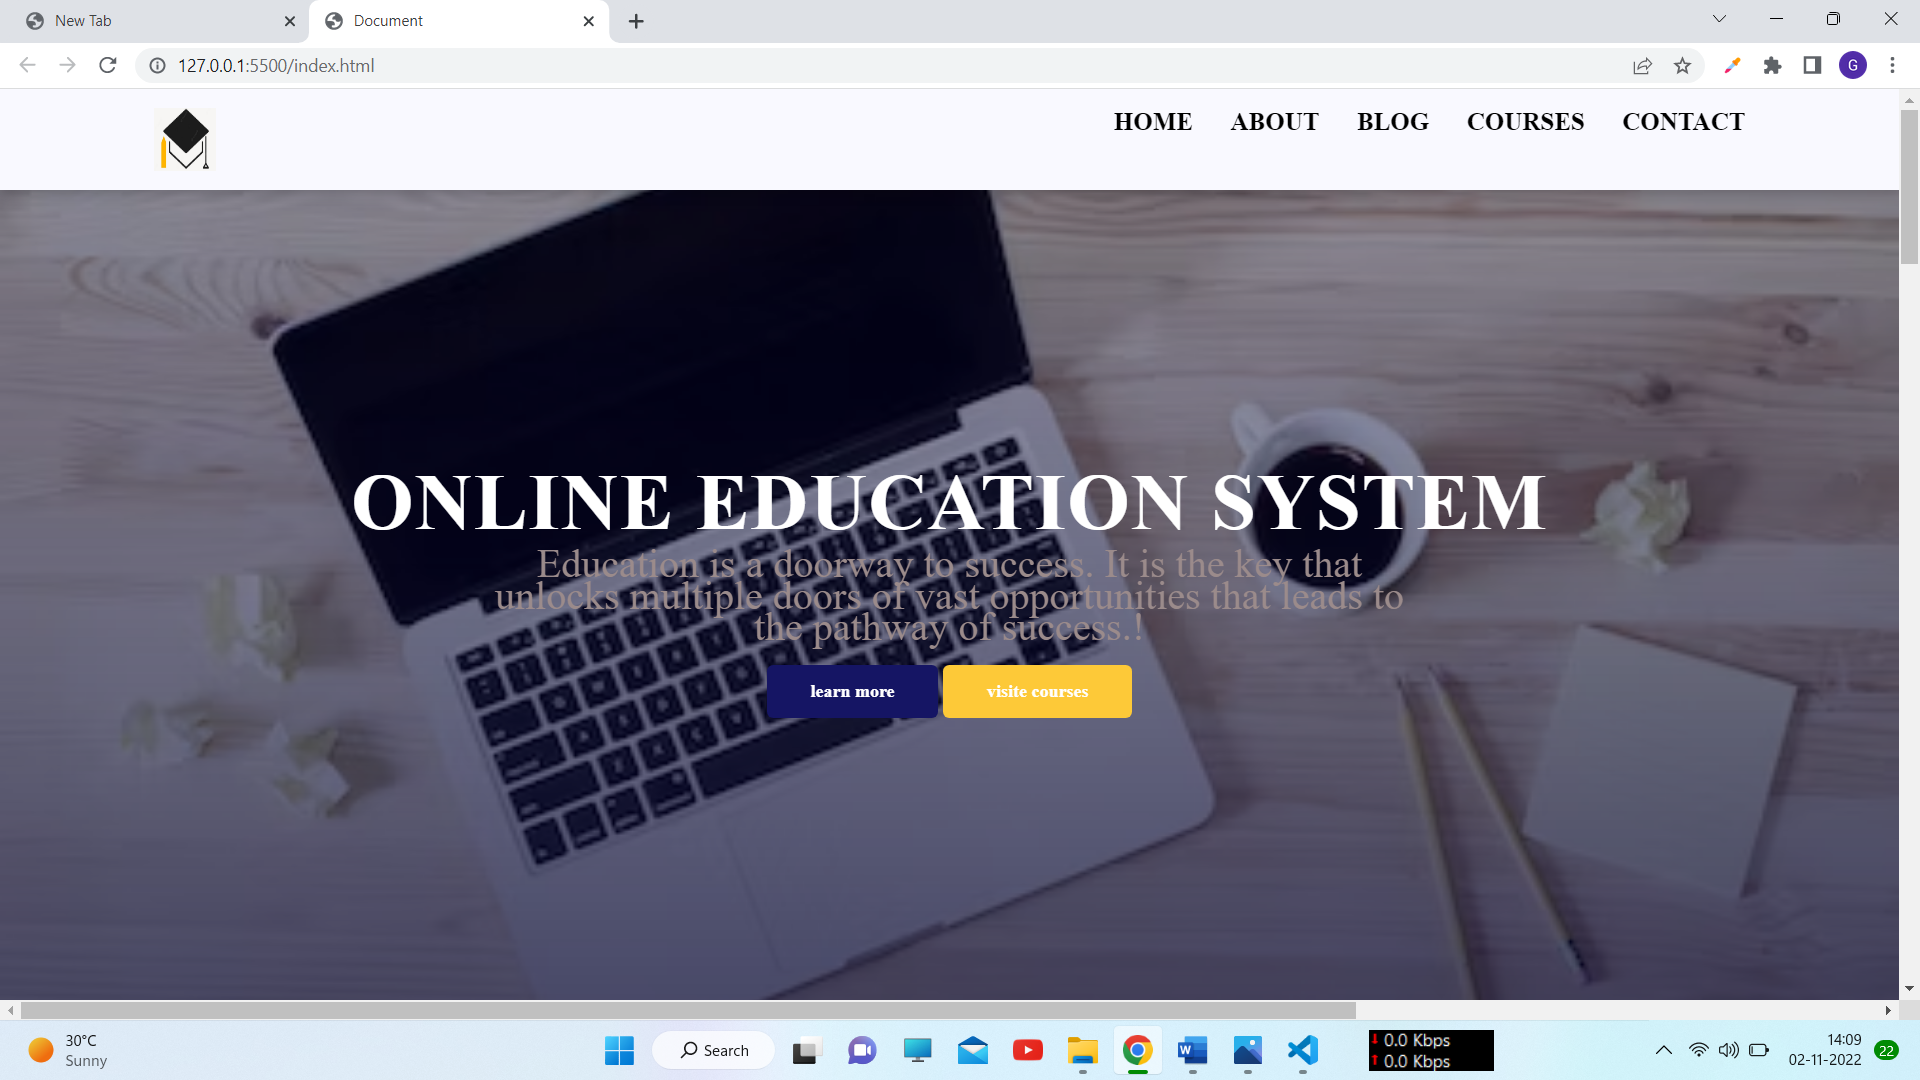 New Tab
Document
127.0.0.1:5500/index.html
G
HOME ABOUT BLOG COURSES CONTACT
ONLINE EDUCATION SYSTEM
Education is a doorway to success. It is the key that
unlocks multiple doors of vast opportunities that leads to
the pathway of success.!
learn more visite courses
30°C
Sunny
Search
W
0.0 Kbps
0.0 Kbps
14:09
02-11-2022
22